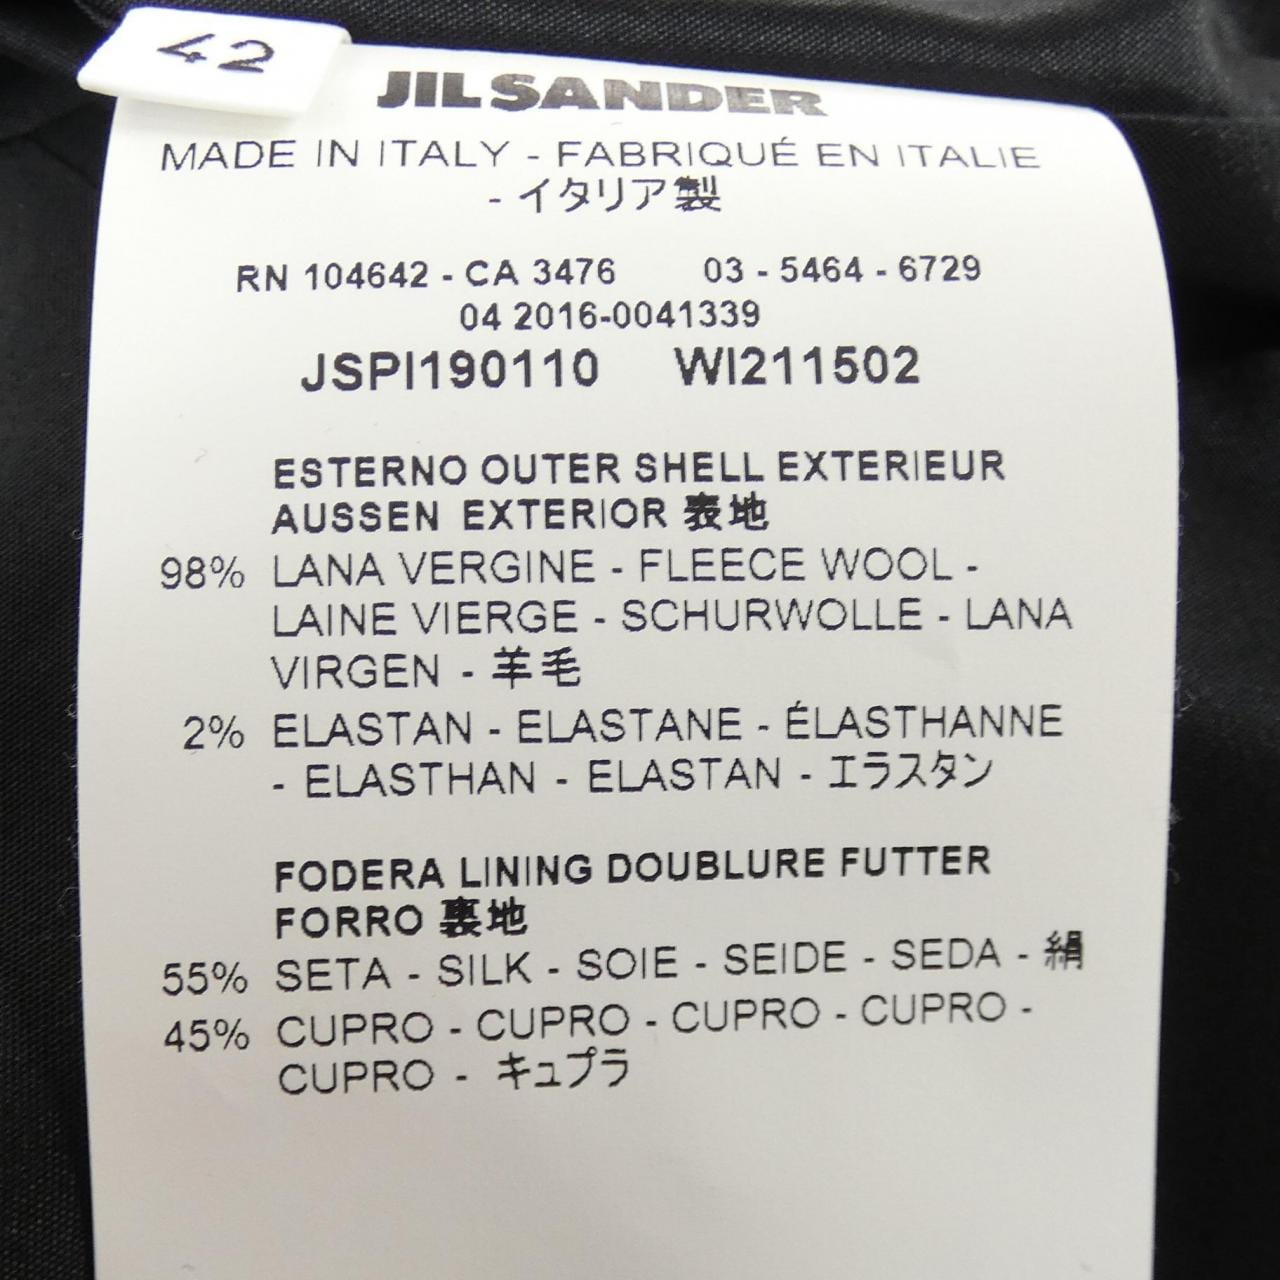 42
JIL SANDER
MADE IN ITALY - FABRIQUÉ EN ITALIE
- イタリア製
RN 104642 - CA 3476 03 - 5464 - 6729
04 2016-0041339
JSPI190110 WI211502
ESTERNO OUTER SHELL EXTERIEUR
AUSSEN EXTERIOR 表地
98% LANA VERGINE - FLEECE WOOL -
LAINE VIERGE - SCHURWOLLE - LANA
VIRGEN - 羊毛
2% ELASTAN - ELASTANE - ÉLASTHANNE
- ELASTHAN - ELASTAN - エラスタン
FODERA LINING DOUBLURE FUTTER
FORRO 裏地
55% SETA - SILK - SOIE - SEIDE - SEDA - 絹
45% CUPRO - CUPRO - CUPRO - CUPRO -
CUPRO - キュプラ